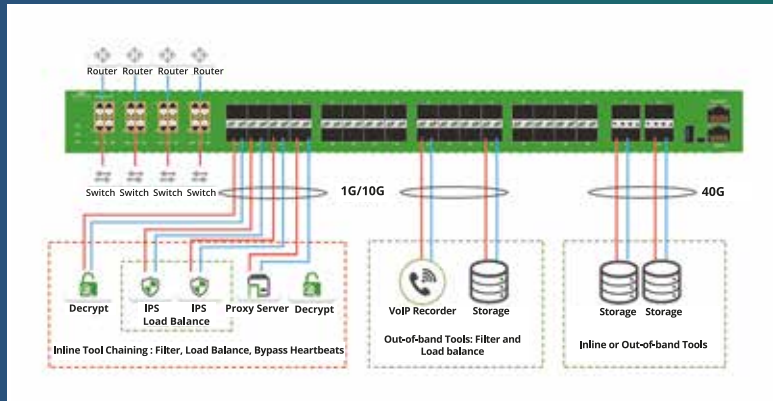 Router Router Router Router
Switch Switch Switch Switch
1G/10G
40G
Decrypt
IPS
IPS
Proxy Server
Decrypt
Load Balance
Inline Tool Chaining : Filter, Load Balance, Bypass Heartbeats
VoIP Recorder
Storage
Out-of-band Tools: Filter and
Load balance
Storage
Storage
Inline or Out-of-band Tools